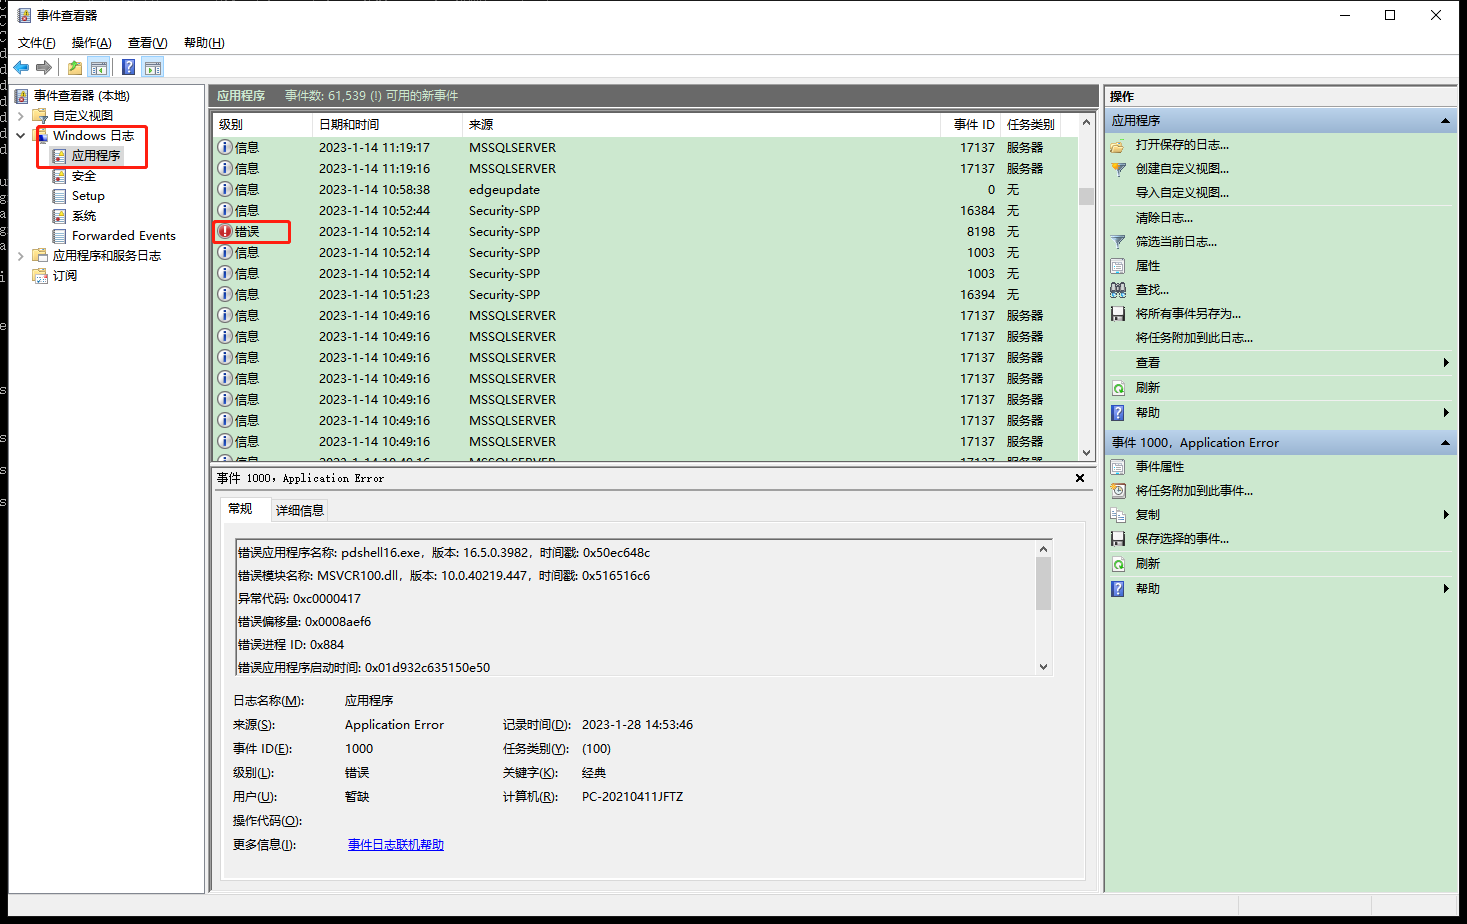 事件查看器
文件(F) 操作(A) 查看(V) 帮助(H)
事件查看器 (本地)
自定义视图
Windows 日志
应用程序
安全
Setup
系统
Forwarded Events
应用程序和服务日志
订阅
应用程序 事件数: 61,539 (!) 可用的新事件
级别 日期和时间 来源 事件 ID 任务类别
信息 2023-1-14 11:19:17 MSSQLSERVER 17137 服务器
信息 2023-1-14 11:19:16 MSSQLSERVER 17137 服务器
信息 2023-1-14 10:58:38 edgeupdate 0 无
信息 2023-1-14 10:52:44 Security-SPP 16384 无
错误 2023-1-14 10:52:14 Security-SPP 8198 无
信息 2023-1-14 10:52:14 Security-SPP 1003 无
信息 2023-1-14 10:52:14 Security-SPP 1003 无
信息 2023-1-14 10:51:23 Security-SPP 16394 无
信息 2023-1-14 10:49:16 MSSQLSERVER 17137 服务器
信息 2023-1-14 10:49:16 MSSQLSERVER 17137 服务器
信息 2023-1-14 10:49:16 MSSQLSERVER 17137 服务器
信息 2023-1-14 10:49:16 MSSQLSERVER 17137 服务器
信息 2023-1-14 10:49:16 MSSQLSERVER 17137 服务器
信息 2023-1-14 10:49:16 MSSQLSERVER 17137 服务器
信息 2023-1-14 10:49:16 MSSQLSERVER 17137 服务器
事件 1000，Application Error
常规 详细信息
错误应用程序名称: pdshell16.exe，版本: 16.5.0.3982，时间戳: 0x50ec648c
错误模块名称: MSVCR100.dll，版本: 10.0.40219.447，时间戳: 0x516516c6
异常代码: 0xc0000417
错误偏移量: 0x0008aef6
错误进程 ID: 0x884
错误应用程序启动时间: 0x01d932c635150e50
日志名称(M): 应用程序
来源(S): Application Error 记录时间(D): 2023-1-28 14:53:46
事件 ID(E): 1000 任务类别(Y): (100)
级别(L): 错误 关键字(K): 经典
用户(U): 暂缺 计算机(R): PC-20210411JFTZ
操作代码(O):
更多信息(I): 事件日志联机帮助
操作
应用程序
打开保存的日志...
创建自定义视图...
导入自定义视图...
清除日志...
筛选当前日志...
属性
查找...
将所有事件另存为...
将任务附加到此日志...
查看
刷新
帮助
事件 1000，Application Error
事件属性
将任务附加到此事件...
复制
保存选择的事件...
刷新
帮助